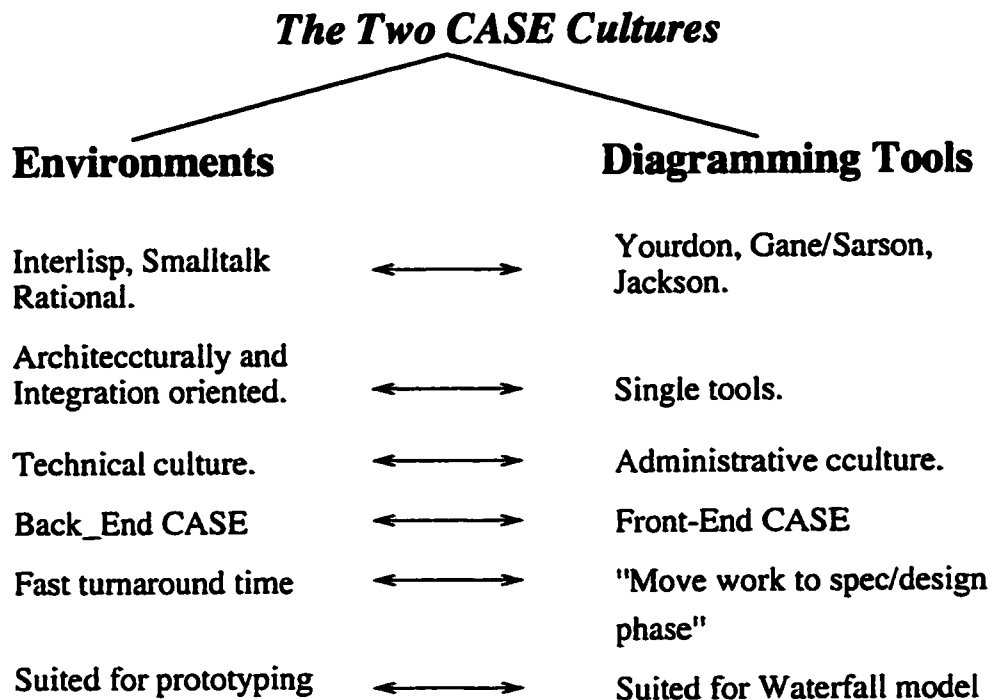 The Two CASE Cultures
Environments
Diagramming Tools
Interlisp, Smalltalk
Rational.
Yourdon, Gane/Sarson,
Jackson.
Architeccturally and
Integration oriented.
Single tools.
Technical culture.
Administrative cculture.
Back_End CASE
Front-End CASE
Fast turnaround time
"Move work to spec/design
phase"
Suited for prototyping
Suited for Waterfall model